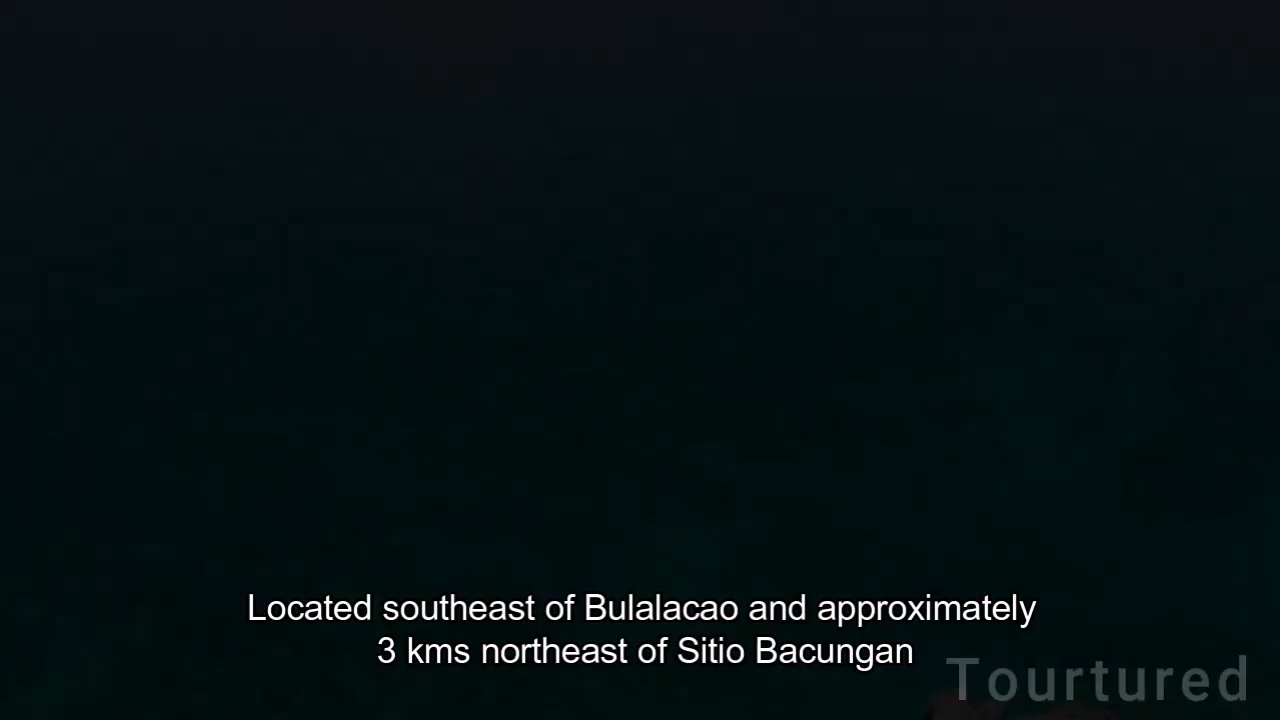 Located southeast of Bulalacao and approximately
3 kms northeast of Sitio Bacungan
Tourtured